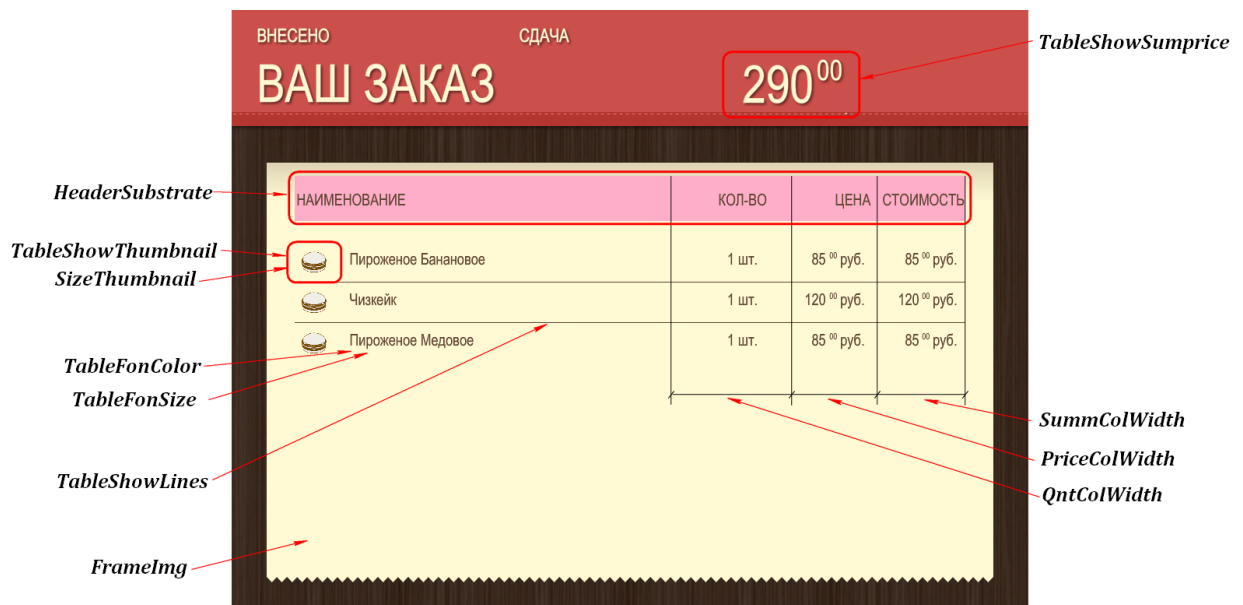 ВНЕСЕНО СДАЧА
TableShowSumprice
ВАШ ЗАКАЗ 290 00
HeaderSubstrate
НАИМЕНОВАНИЕ КОЛ-ВО ЦЕНА СТОИМОСТЬ
TableShowThumbnail
Пироженое Банановое 1 шт. 85 00 руб. 85 00 руб.
SizeThumbnail
Чизкейк 1 шт. 120 00 руб. 120 00 руб.
Пироженое Медовое 1 шт. 85 00 руб. 85 00 руб.
TableFonColor
TableFonSize
SummColWidth
PriceColWidth
TableShowLines
QntColWidth
FrameImg